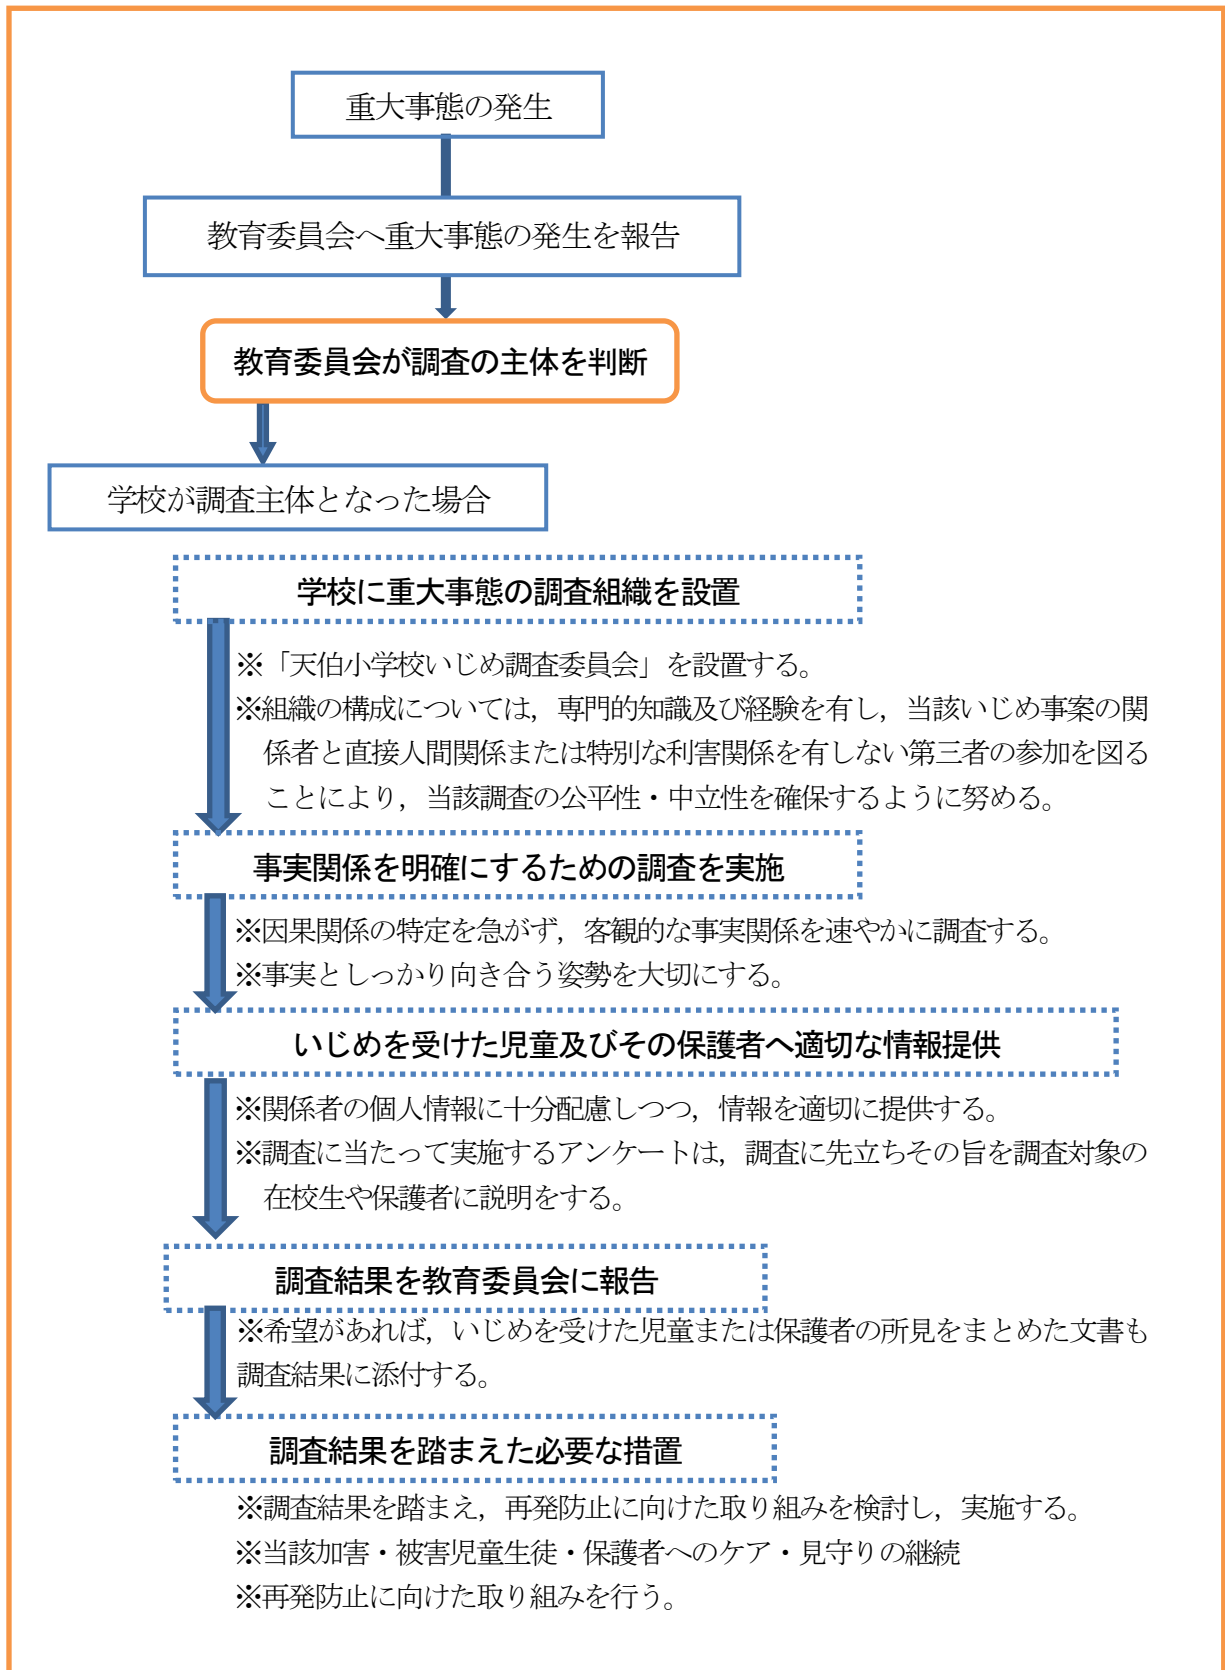 重大事態の発生
教育委員会へ重大事態の発生を報告
教育委員会が調査の主体を判断
学校が調査主体となった場合
学校に重大事態の調査組織を設置
※「天伯小学校いじめ調査委員会」を設置する。
※組織の構成については，専門的知識及び経験を有し，当該いじめ事案の関
係者と直接人間関係または特別な利害関係を有しない第三者の参加を図る
ことにより，当該調査の公平性・中立性を確保するように努める。
事実関係を明確にするための調査を実施
※因果関係の特定を急がず，客観的な事実関係を速やかに調査する。
※事実としっかり向き合う姿勢を大切にする。
いじめを受けた児童及びその保護者へ適切な情報提供
※関係者の個人情報に十分配慮しつつ，情報を適切に提供する。
※調査に当たって実施するアンケートは，調査に先立ちその旨を調査対象の
在校生や保護者に説明をする。
調査結果を教育委員会に報告
※希望があれば，いじめを受けた児童または保護者の所見をまとめた文書も
調査結果に添付する。
調査結果を踏まえた必要な措置
※調査結果を踏まえ，再発防止に向けた取り組みを検討し，実施する。
※当該加害・被害児童生徒・保護者へのケア・見守りの継続
※再発防止に向けた取り組みを行う。